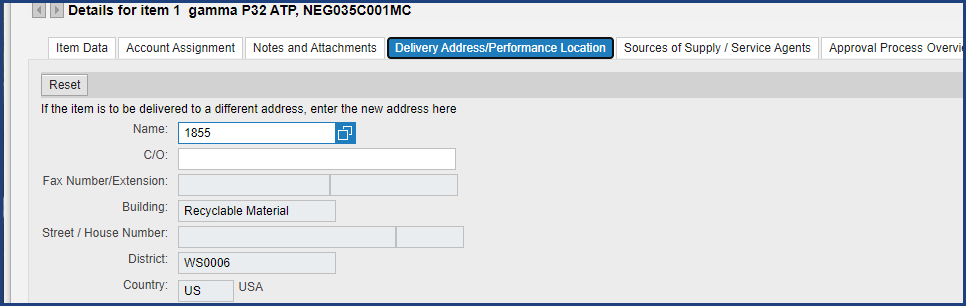 Details for item 1 gamma P32 ATP, NEG035C001MC
Item Data Account Assignment Notes and Attachments Delivery Address/Performance Location Sources of Supply / Service Agents Approval Process
Reset
If the item is to be delivered to a different address, enter the new address here
Name: 1855
C/O:
Fax Number/Extension:
Building: Recyclable Material
Street / House Number:
District: WS0006
Country: US USA